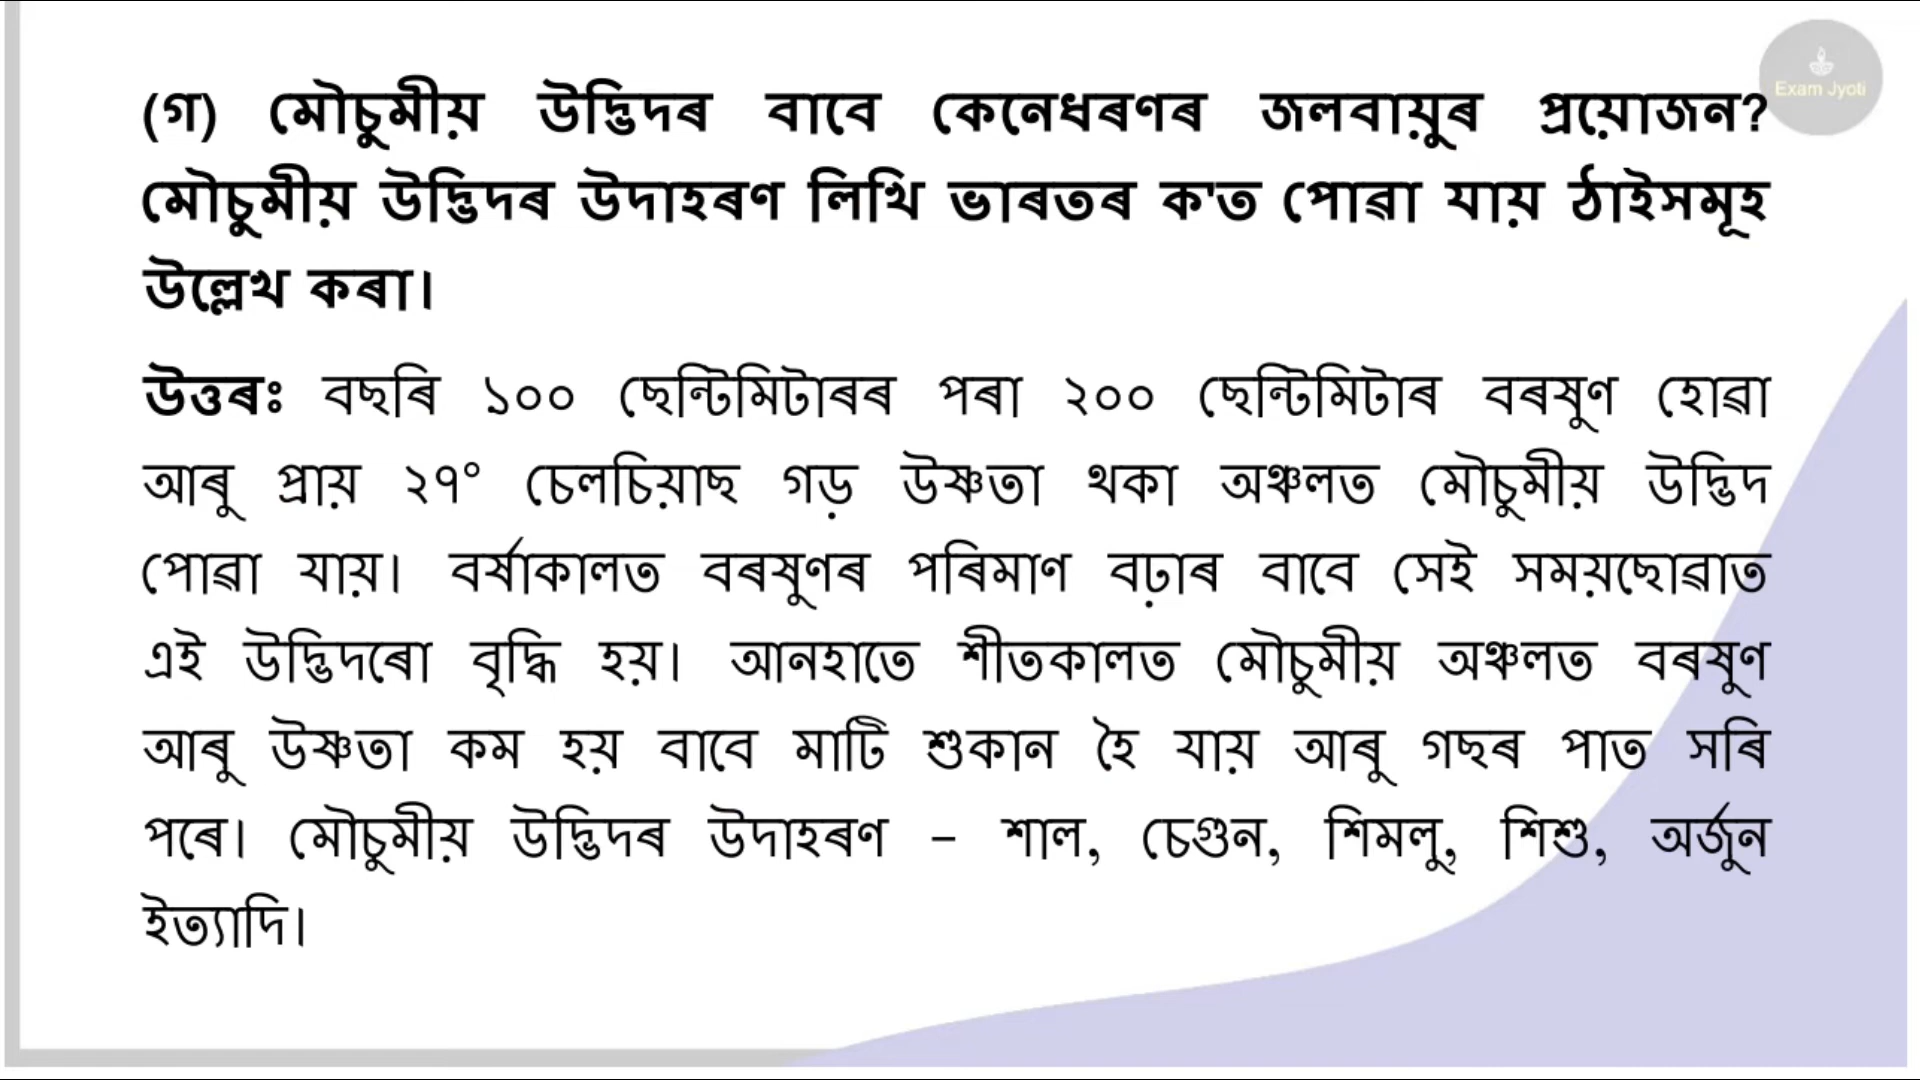 Exam Jyoti
(গ) মৌচুমীয় উদ্ভিদৰ বাবে কেনেধৰণৰ জলবায়ুৰ প্ৰয়োজন?
মৌচুমীয় উদ্ভিদৰ উদাহৰণ লিখি ভাৰতৰ ক'ত পোৱা যায় ঠাইসমূহ
উল্লেখ কৰা।
উত্তৰঃ বছৰি ১০০ ছেন্টিমিটাৰৰ পৰা ২০০ ছেন্টিমিটাৰ বৰষুণ হোৱা
আৰু প্ৰায় ২৭° চেলচিয়াছ গড় উষ্ণতা থকা অঞ্চলত মৌচুমীয় উদ্ভিদ
পোৱা যায়। বৰ্ষাকালত বৰষুণৰ পৰিমাণ বঢ়াৰ বাবে সেই সময়ছোৱাত
এই উদ্ভিদৰো বৃদ্ধি হয়। আনহাতে শীতকালত মৌচুমীয় অঞ্চলত বৰষুণ
আৰু উষ্ণতা কম হয় বাবে মাটি শুকান হৈ যায় আৰু গছৰ পাত সৰি
পৰে। মৌচুমীয় উদ্ভিদৰ উদাহৰণ – শাল, চেগুন, শিমলু, শিশু, অৰ্জুন
ইত্যাদি।